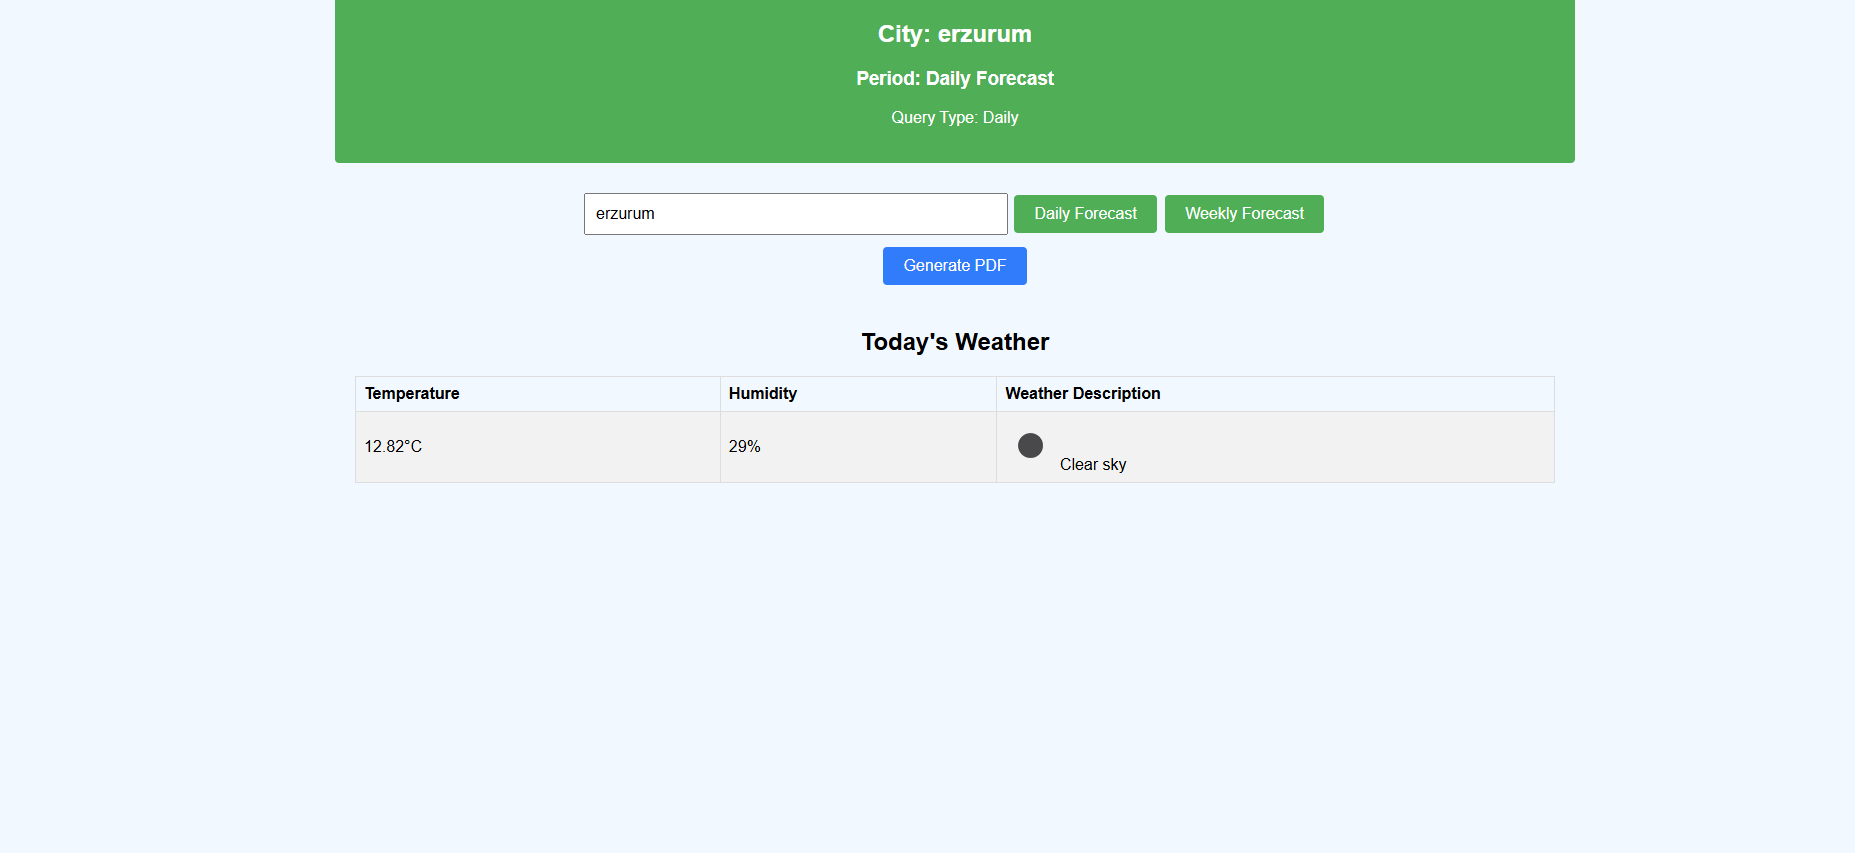 City: erzurum
Period: Daily Forecast
Query Type: Daily
erzurum Daily Forecast Weekly Forecast
Generate PDF
Today's Weather
Temperature Humidity Weather Description
12.82°C 29% Clear sky